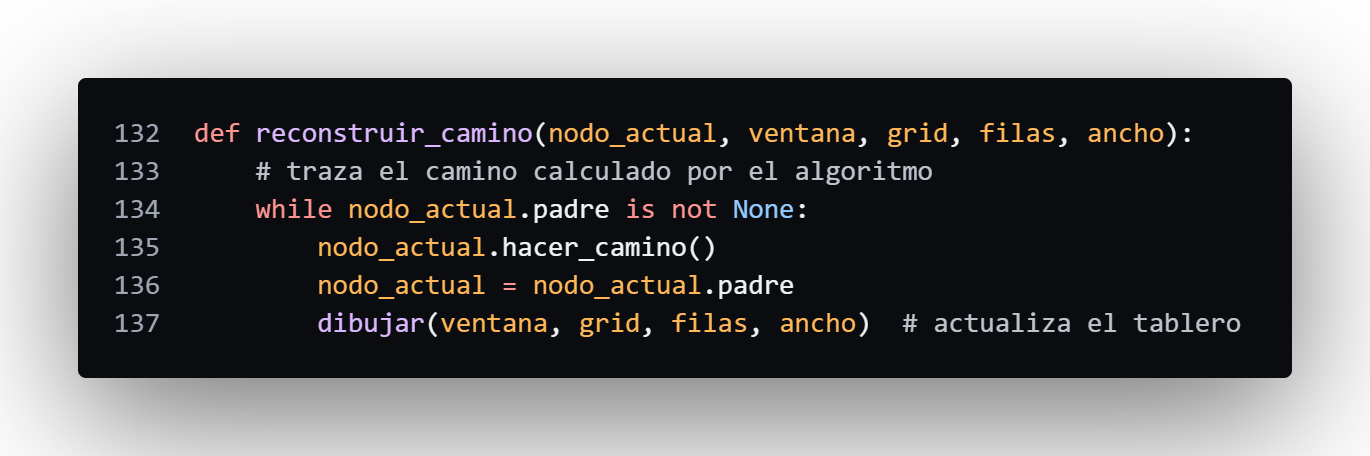 132 def reconstruir_camino(nodo_actual, ventana, grid, filas, ancho):
133     # traza el camino calculado por el algoritmo
134     while nodo_actual.padre is not None:
135         nodo_actual.hacer_camino()
136         nodo_actual = nodo_actual.padre
137         dibujar(ventana, grid, filas, ancho)  # actualiza el tablero